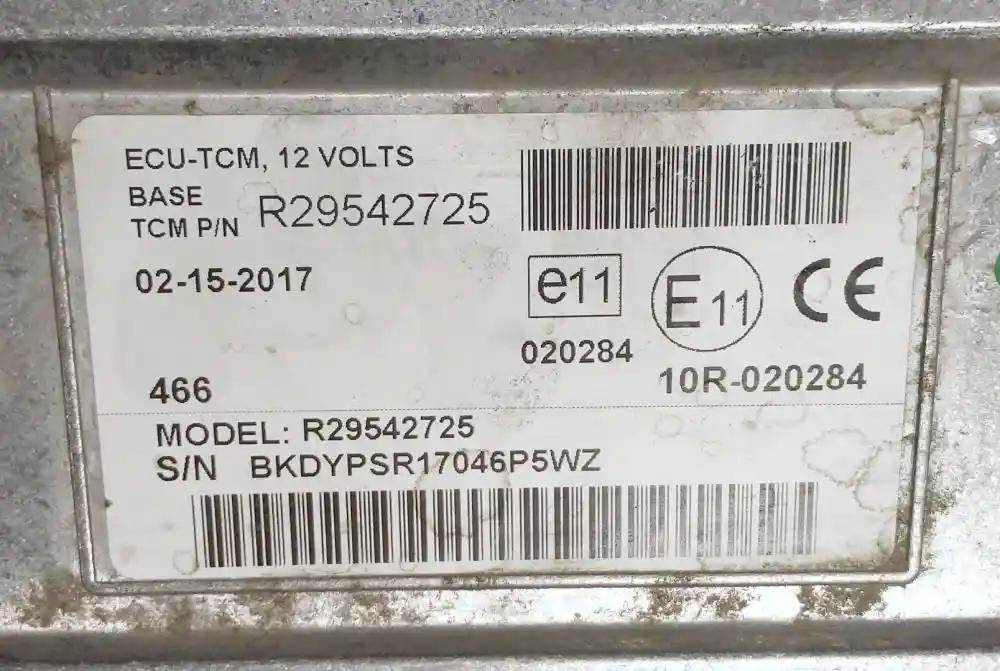 ECU-TCM, 12 VOLTS
BASE
TCM P/N R29542725
02-15-2017
e11
E11
CE
020284
10R-020284
466
MODEL: R29542725
S/N BKDYPSR17046P5WZ